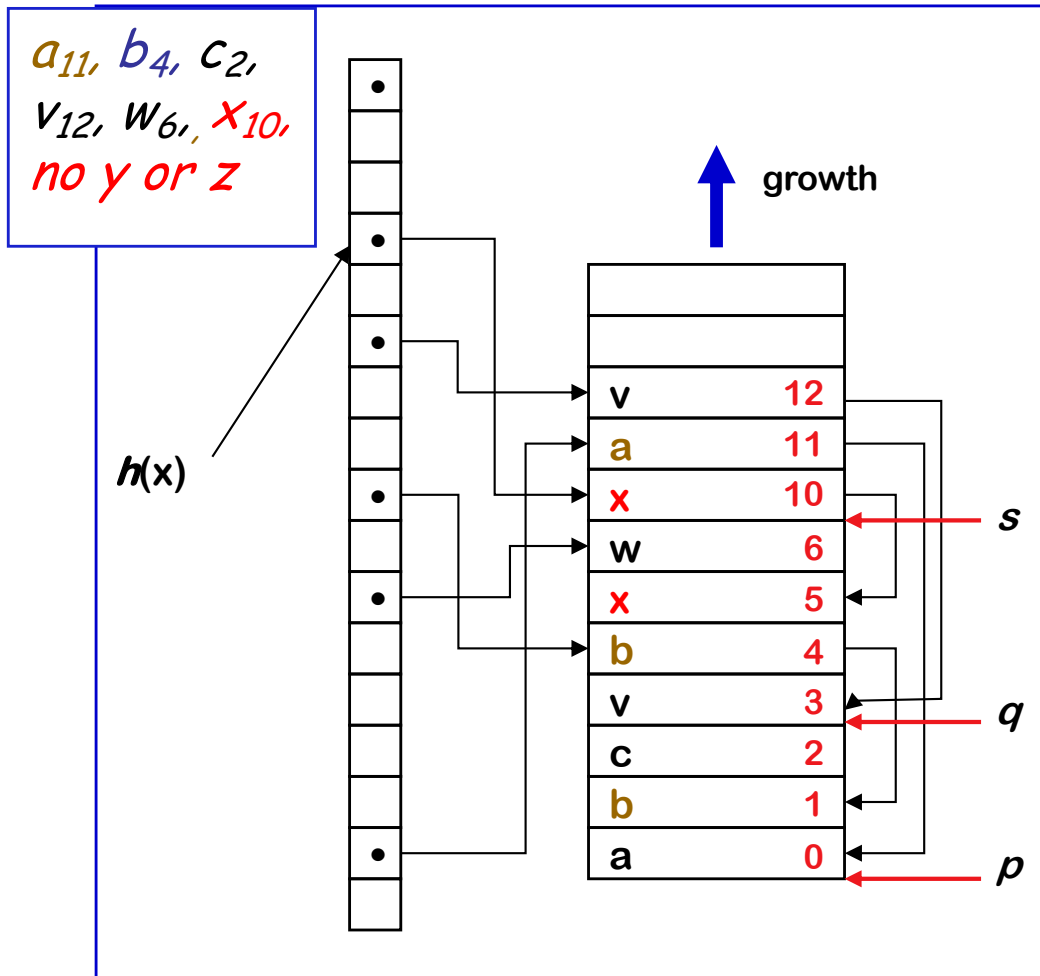 a11, b4, c2,
v12, w6,, x10,
no y or z
growth
h(x)
v 12
a 11
x 10
s
w 6
x 5
b 4
v 3
q
c 2
b 1
a 0
p